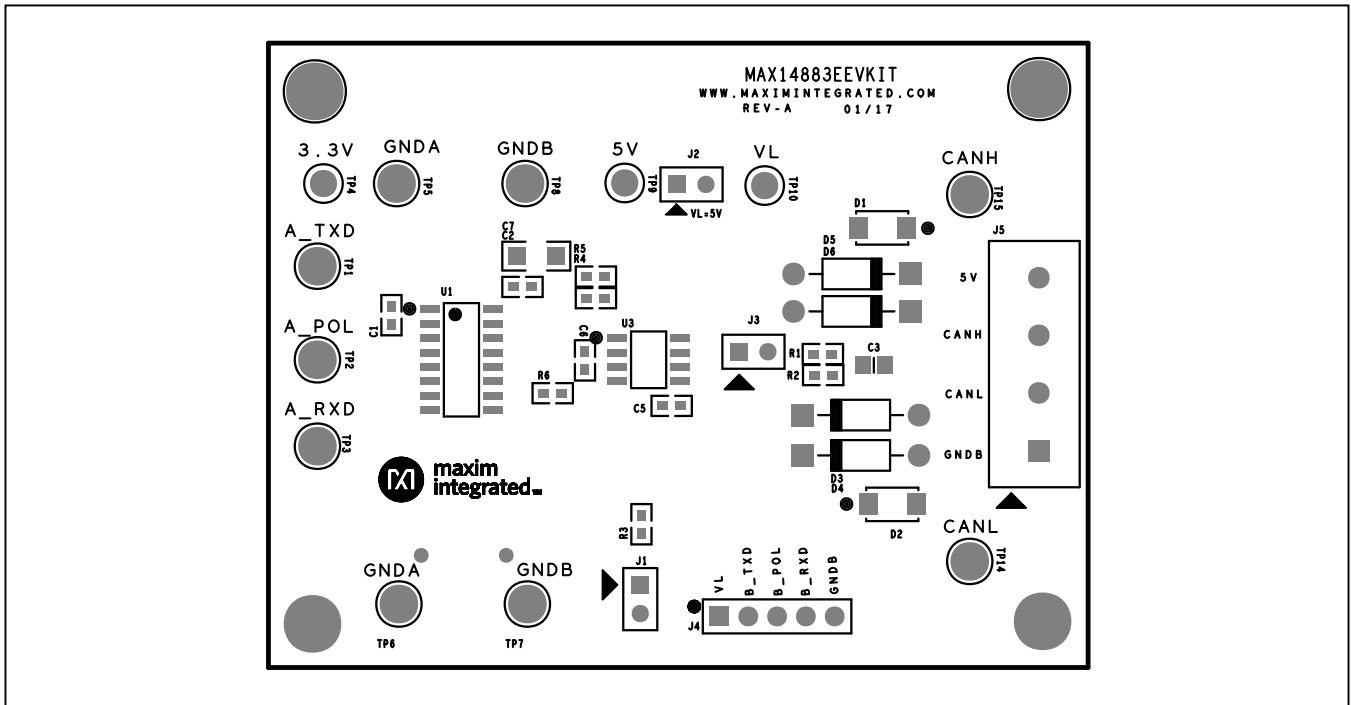 MAX14883EEVKIT
WWW.MAXIMINTEGRATED.COM
REV-A 01/17
3.3V
TP4
GNDA
TP5
GNDB
TP8
5V
TP9
J2
VL=5V
VL
TP10
CANH
TP15
A_TXD
TP1
A_POL
TP2
A_RXD
TP3
C1
U1
C7
C2
R5
R4
C6
U3
R6
C5
J3
D1
D5
D6
R1
R2
C3
D3
D4
D2
J5
5V
CANH
CANL
GNDB
CANL
TP14
maxim
integrated™
R3
J1
GNDA
TP6
GNDB
TP7
J4
VL
B_TXD
B_POL
B_RXD
GNDB